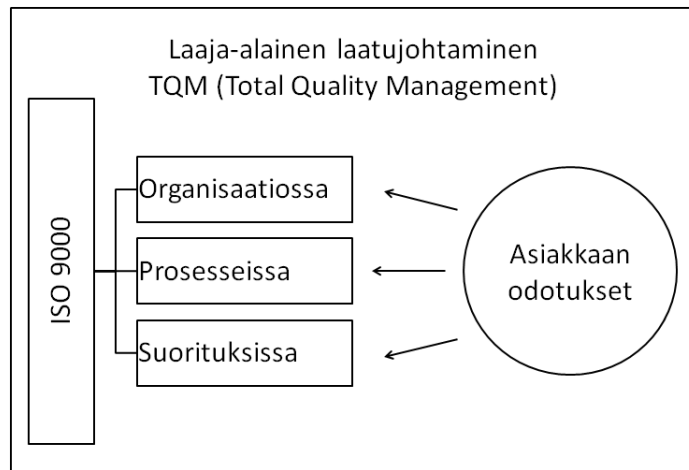 Laaja-alainen laatujohtaminen
TQM (Total Quality Management)
ISO 9000
Organisaatiossa
Prosesseissa
Suorituksissa
Asiakkaan
odotukset